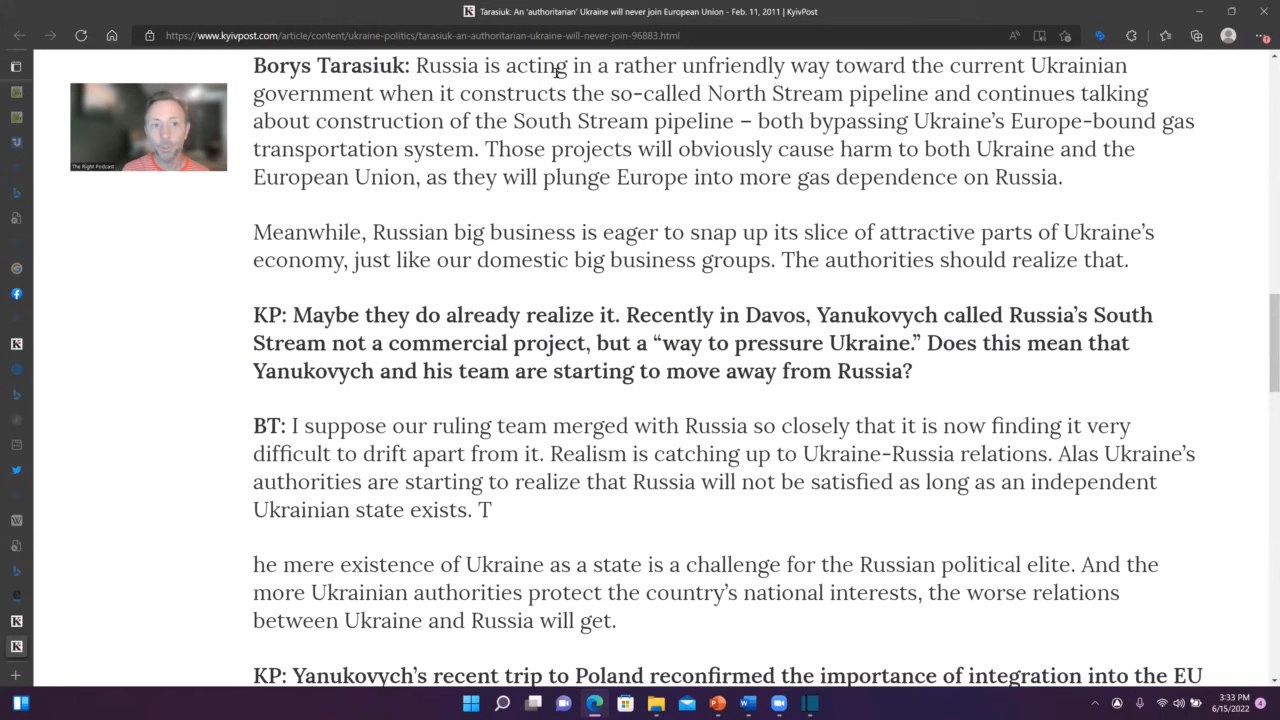 Tarasiuk: An ‘authoritarian’ Ukraine will never join European Union - Feb. 11, 2011 | KyivPost
https://www.kyivpost.com/article/content/ukraine-politics/tarasiuk-an-authoritarian-ukraine-will-never-join-96883.html
Borys Tarasiuk: Russia is acting in a rather unfriendly way toward the current Ukrainian
government when it constructs the so-called North Stream pipeline and continues talking
about construction of the South Stream pipeline – both bypassing Ukraine’s Europe-bound gas
transportation system. Those projects will obviously cause harm to both Ukraine and the
European Union, as they will plunge Europe into more gas dependence on Russia.
The Right Podcast
Meanwhile, Russian big business is eager to snap up its slice of attractive parts of Ukraine’s
economy, just like our domestic big business groups. The authorities should realize that.
KP: Maybe they do already realize it. Recently in Davos, Yanukovych called Russia’s South
Stream not a commercial project, but a “way to pressure Ukraine.” Does this mean that
Yanukovych and his team are starting to move away from Russia?
BT: I suppose our ruling team merged with Russia so closely that it is now finding it very
difficult to drift apart from it. Realism is catching up to Ukraine-Russia relations. Alas Ukraine’s
authorities are starting to realize that Russia will not be satisfied as long as an independent
Ukrainian state exists. T
he mere existence of Ukraine as a state is a challenge for the Russian political elite. And the
more Ukrainian authorities protect the country’s national interests, the worse relations
between Ukraine and Russia will get.
KP: Yanukovych’s recent trip to Poland reconfirmed the importance of integration into the EU
3:33 PM
6/15/2022